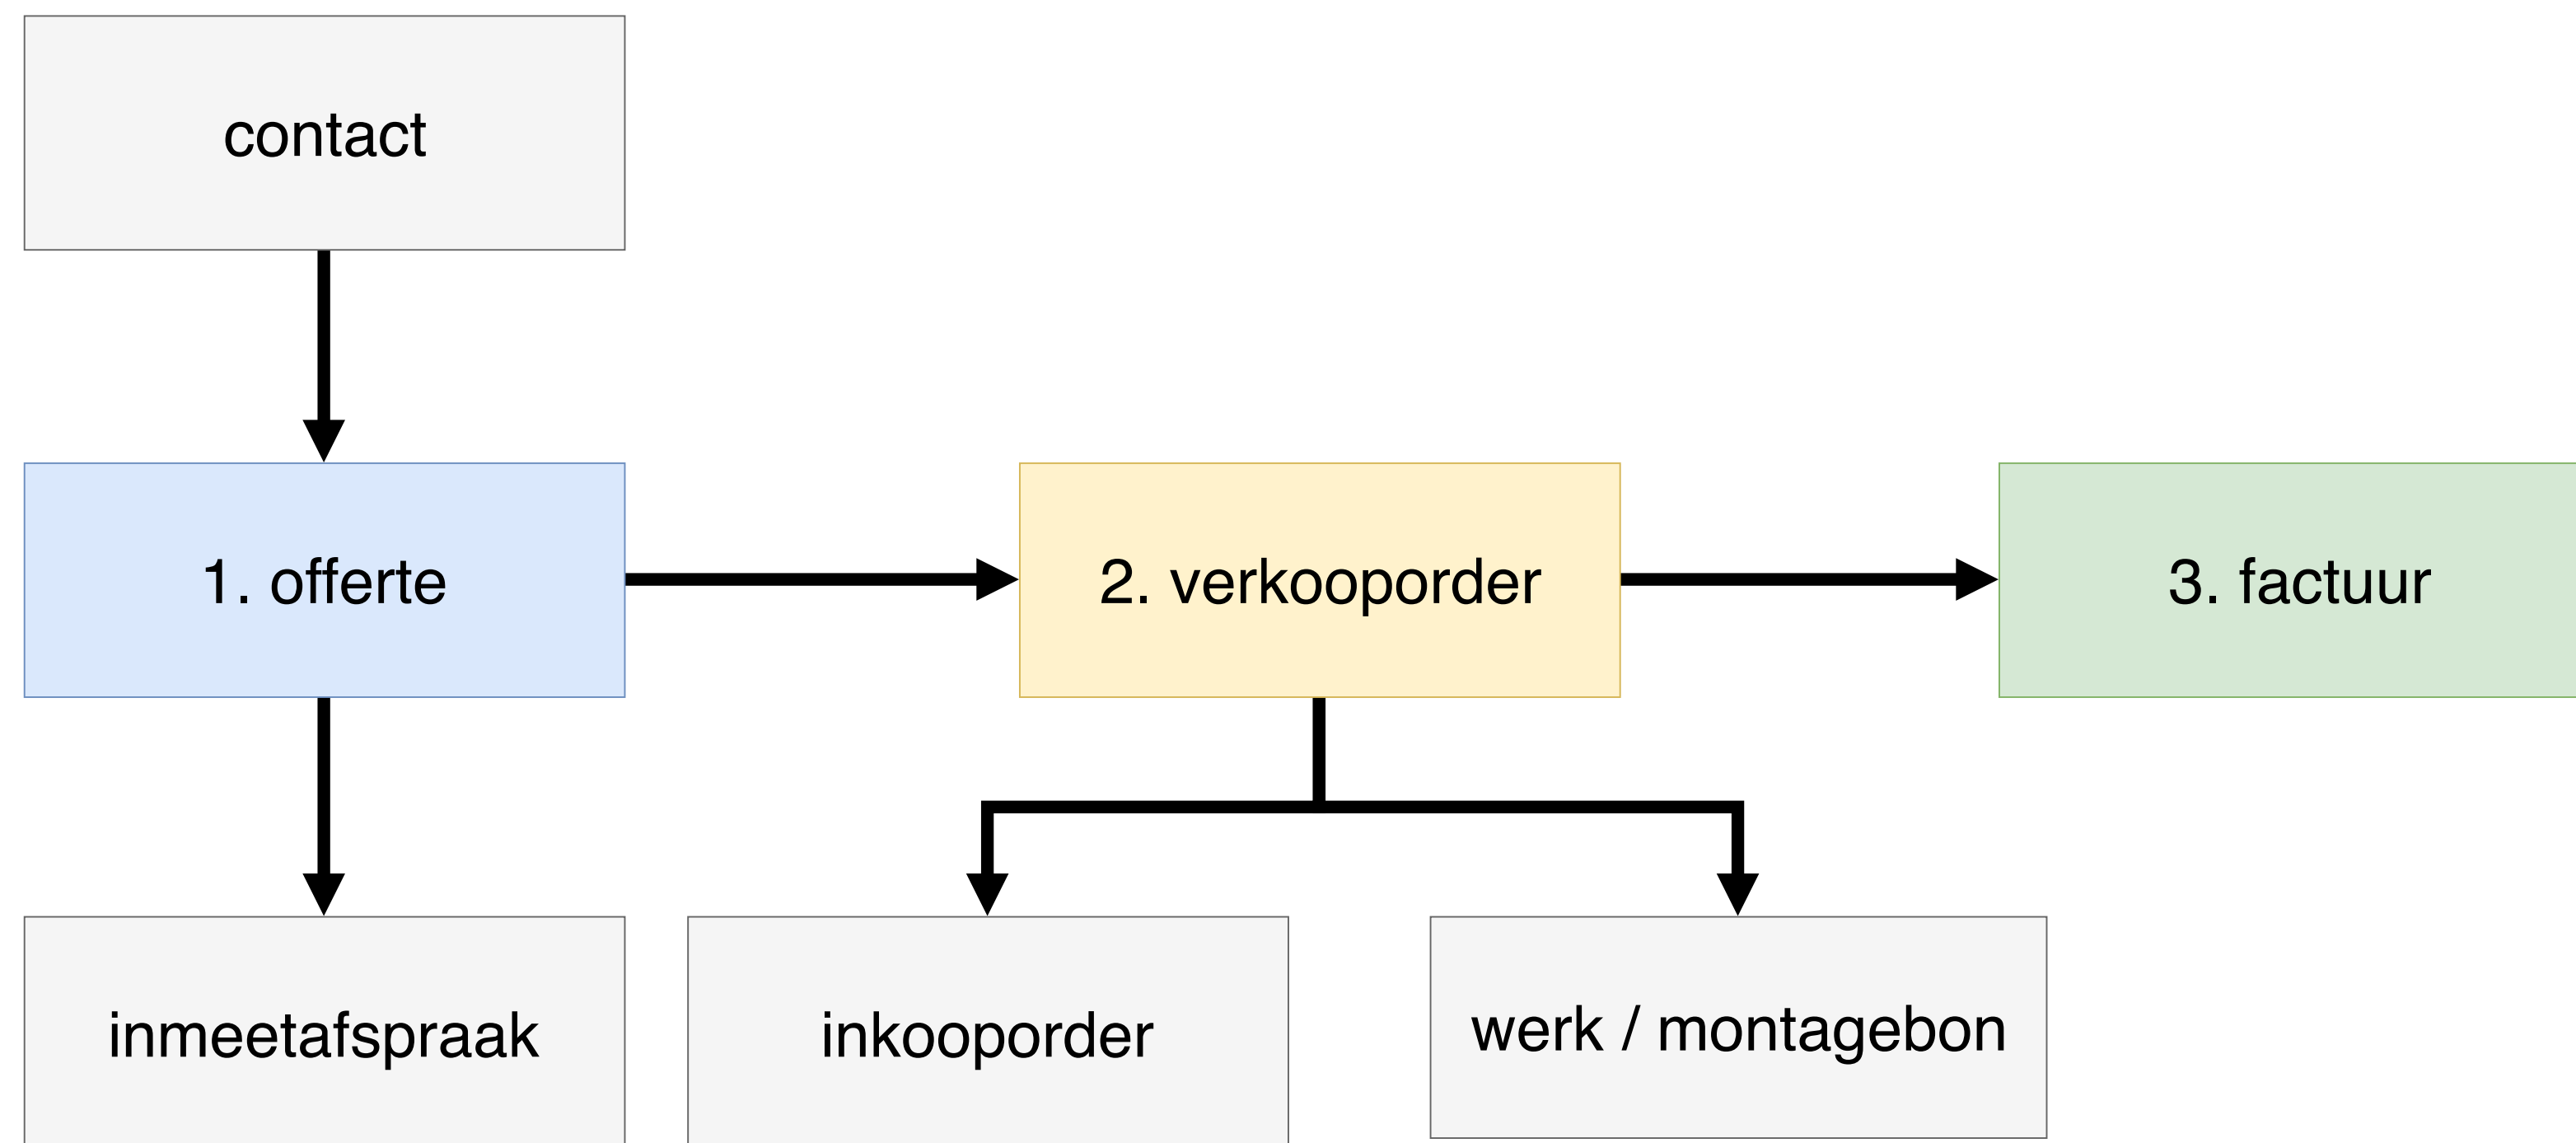 contact
1. offerte
2. verkooporder
3. factuur
inmeetafspraak
inkooporder
werk / montagebon